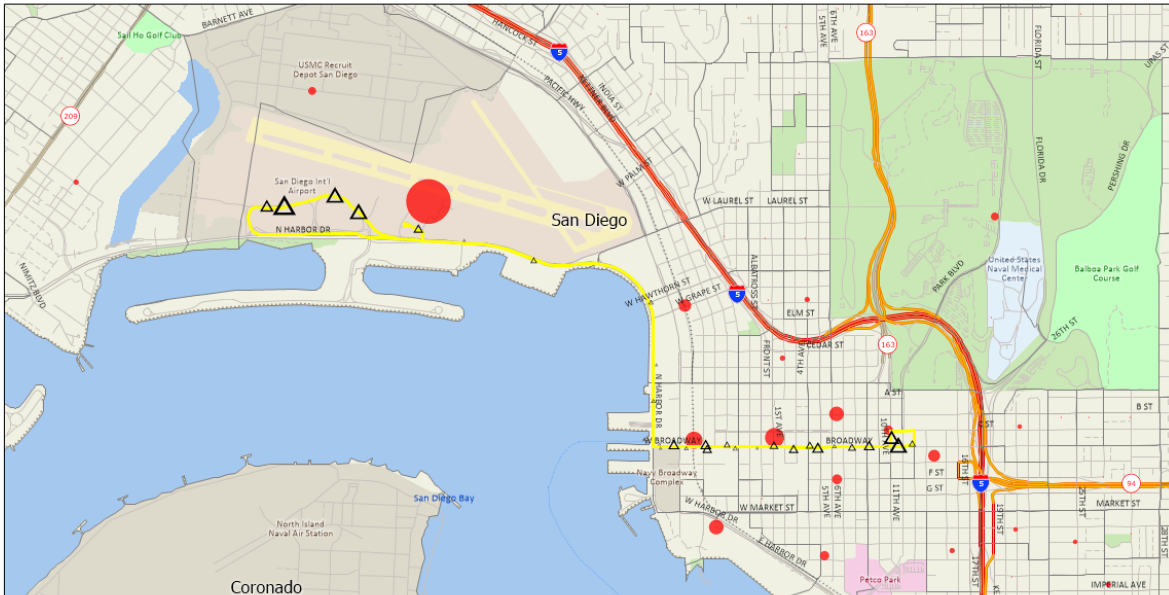 BARNETT AVE
HANCOCK ST
5TH AVE
6TH AVE
163
FLORIDA ST
UPAS ST
Sail Ho Golf Club
5
USMC Recruit
Depot San Diego
PACIFIC HWY
KETTNER BLVD
INDIA ST
209
W PALM ST
FLORIDA DR
PERSHING DR
San Diego Int'l
Airport
San Diego
W LAUREL ST
LAUREL ST
N HARBOR DR
NIMITZ BLVD
ALBATROSS ST
PARK BLVD
United States
Naval Medical
Center
Balboa Park Golf
Course
W HAWTHORN ST
W GRAPE ST
5
ELM ST
26TH ST
FRONT ST
4TH AVE
CEDAR ST
163
N HARBOR DR
A ST
B ST
1ST AVE
10TH AVE
C ST
W BROADWAY
BROADWAY
Navy Broadway
Complex
F ST
G ST
16TH ST
5
94
San Diego Bay
W HARBOR DR
W MARKET ST
5TH AVE
6TH AVE
11TH AVE
19TH ST
25TH ST
MARKET ST
28TH ST
North Island
Naval Air Station
E HARBOR DR
Petco Park
17TH ST
Coronado
IMPERIAL AVE